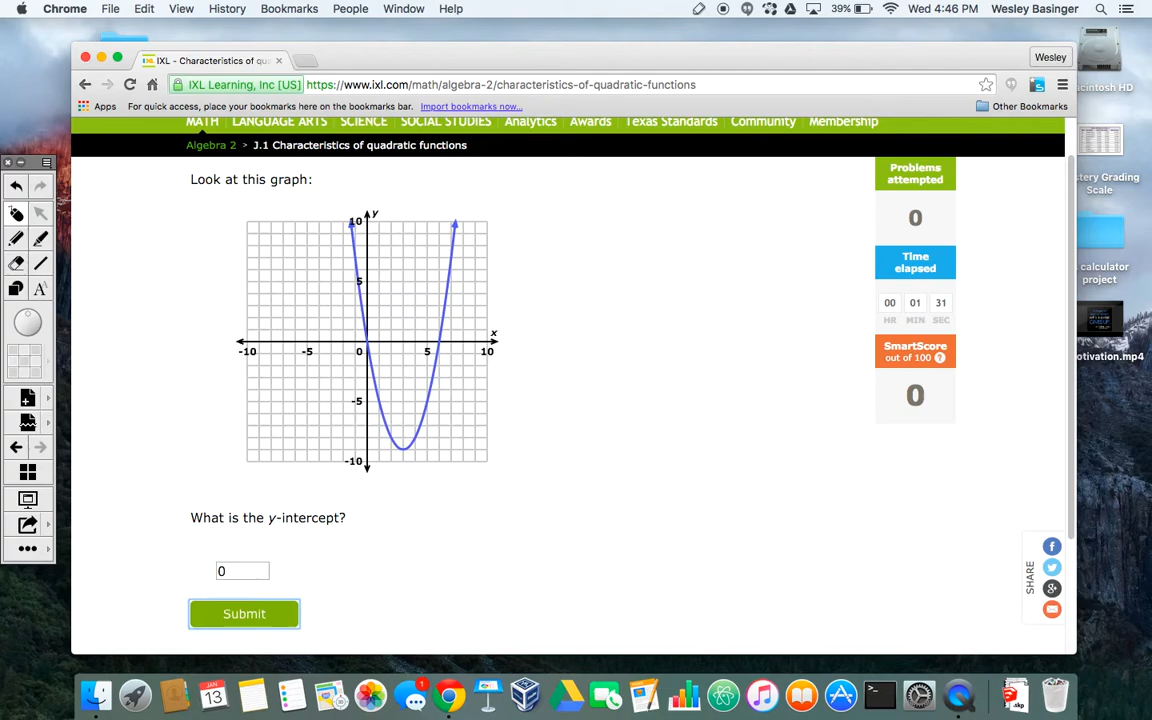 Chrome File Edit View History Bookmarks People Window Help 39% Wed 4:46 PM Wesley Basinger
IXL - Characteristics of qu
Wesley
IXL Learning, Inc [US] https://www.ixl.com/math/algebra-2/characteristics-of-quadratic-functions
Apps For quick access, place your bookmarks here on the bookmarks bar. Import bookmarks now... Other Bookmarks
MATH LANGUAGE ARTS SCIENCE SOCIAL STUDIES Analytics Awards Texas Standards Community Membership
Algebra 2 > J.1 Characteristics of quadratic functions
Look at this graph:
y
10
5
x
-10 -5 0 5 10
-5
-10
What is the y-intercept?
0
Submit
Problems
attempted
0
Time
elapsed
00 01 31
HR MIN SEC
SmartScore
out of 100 ?
0
SHARE
acintosh HD
stery Grading
Scale
calculator
project
otivation.mp4
JAN
13
1
.skp